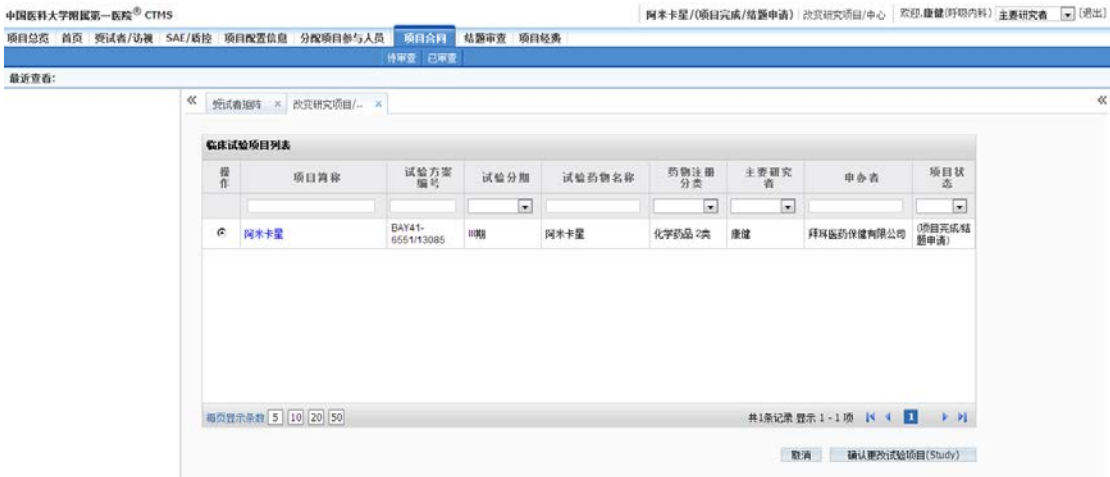 中国医科大学附属第一医院® CTMS
阿米卡星/(项目完成/结题申请) 改变研究项目/中心 欢迎,康健(呼吸内科) 主要研究者 [退出]
项目总览 首页 受试者/访视 SAE/质控 项目配置信息 分配项目参与人员 项目合同 结题审查 项目经费
待审查 已审查
最近查看:
« 受试者矩阵 × 改变研究项目/.. × «
临床试验项目列表
操作 项目简称 试验方案编号 试验分期 试验药物名称 药物注册分类 主要研究者 申办者 项目状态
阿米卡星 BAY41-6551/13085 III期 阿米卡星 化学药品 2类 康健 拜耳医药保健有限公司 (项目完成/结题申请)
每页显示条数 5 10 20 50 共1条记录 显示 1 - 1 项 1
取消 确认更改试验项目(Study)